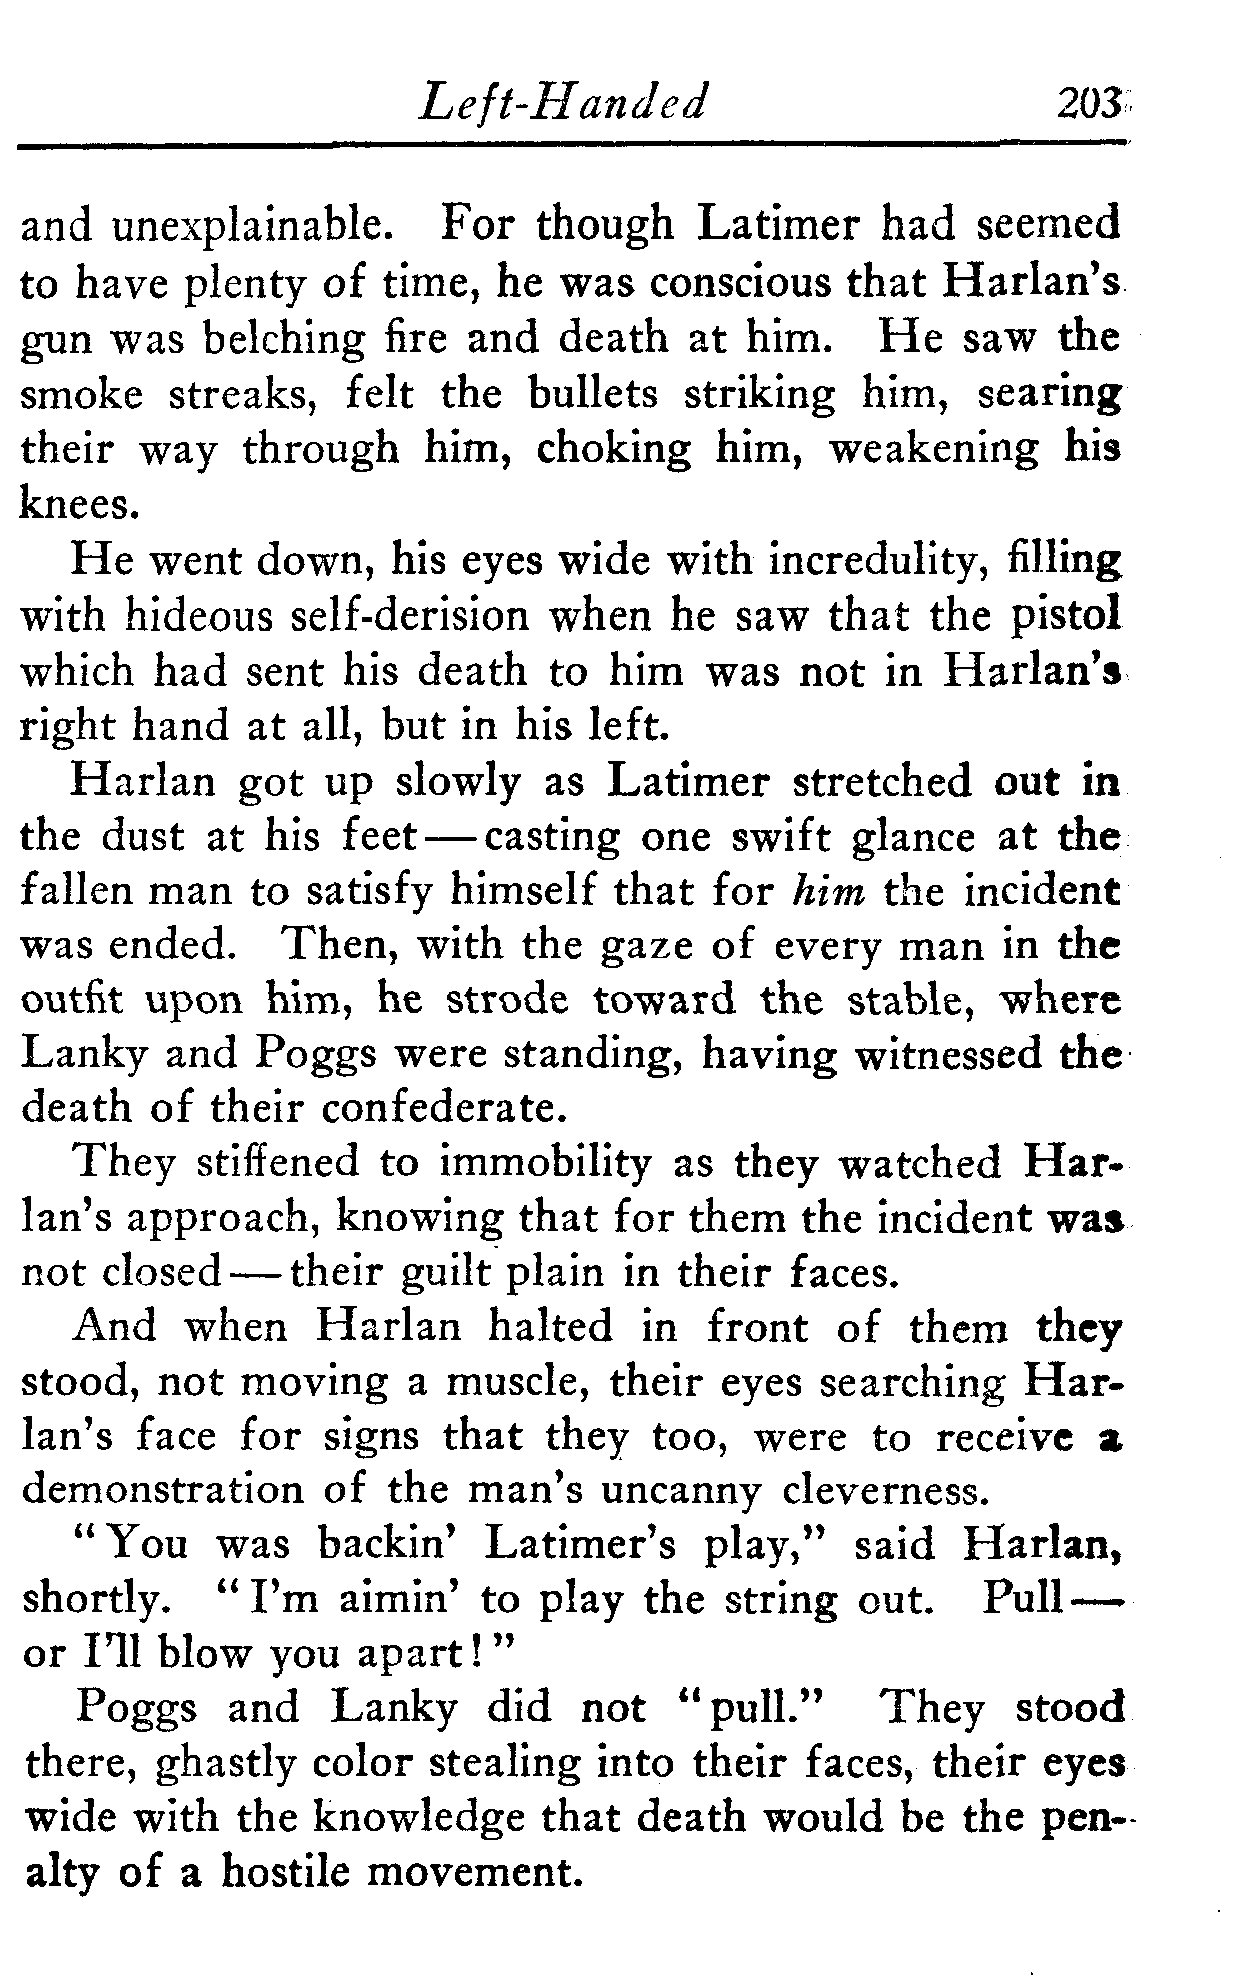 Left-Handed 203
and unexplainable. For though Latimer had seemed
to have plenty of time, he was conscious that Harlan's
gun was belching fire and death at him. He saw the
smoke streaks, felt the bullets striking him, searing
their way through him, choking him, weakening his
knees.
He went down, his eyes wide with incredulity, filling
with hideous self-derision when he saw that the pistol
which had sent his death to him was not in Harlan's
right hand at all, but in his left.
Harlan got up slowly as Latimer stretched out in
the dust at his feet—casting one swift glance at the
fallen man to satisfy himself that for him the incident
was ended. Then, with the gaze of every man in the
outfit upon him, he strode toward the stable, where
Lanky and Poggs were standing, having witnessed the
death of their confederate.
They stiffened to immobility as they watched Har-
lan's approach, knowing that for them the incident was
not closed—their guilt plain in their faces.
And when Harlan halted in front of them they
stood, not moving a muscle, their eyes searching Har-
lan's face for signs that they too, were to receive a
demonstration of the man's uncanny cleverness.
"You was backin' Latimer's play," said Harlan,
shortly. "I'm aimin' to play the string out. Pull—
or I'll blow you apart!"
Poggs and Lanky did not "pull." They stood
there, ghastly color stealing into their faces, their eyes
wide with the knowledge that death would be the pen-
alty of a hostile movement.